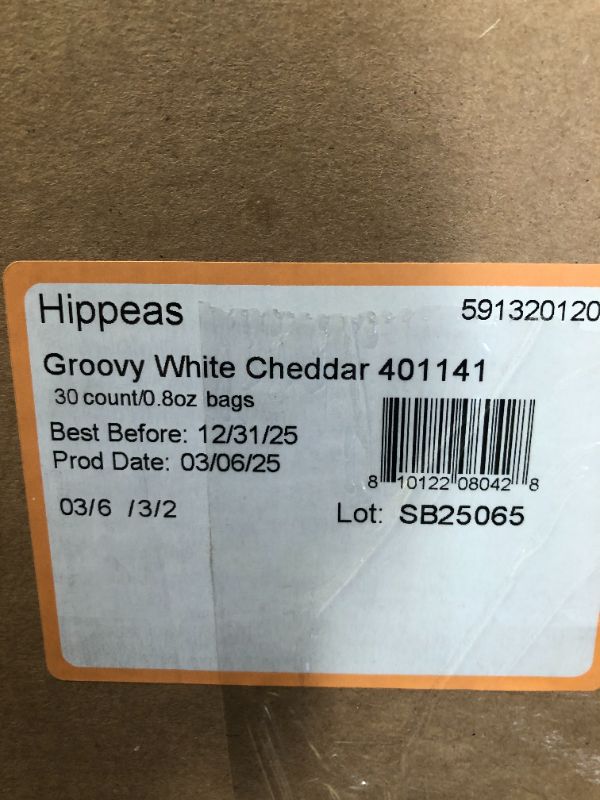 Hippeas 591320120
Groovy White Cheddar 401141
30 count/0.8oz bags
Best Before: 12/31/25
Prod Date: 03/06/25
8 10122 08042 8
03/6 /3/2 Lot: SB25065